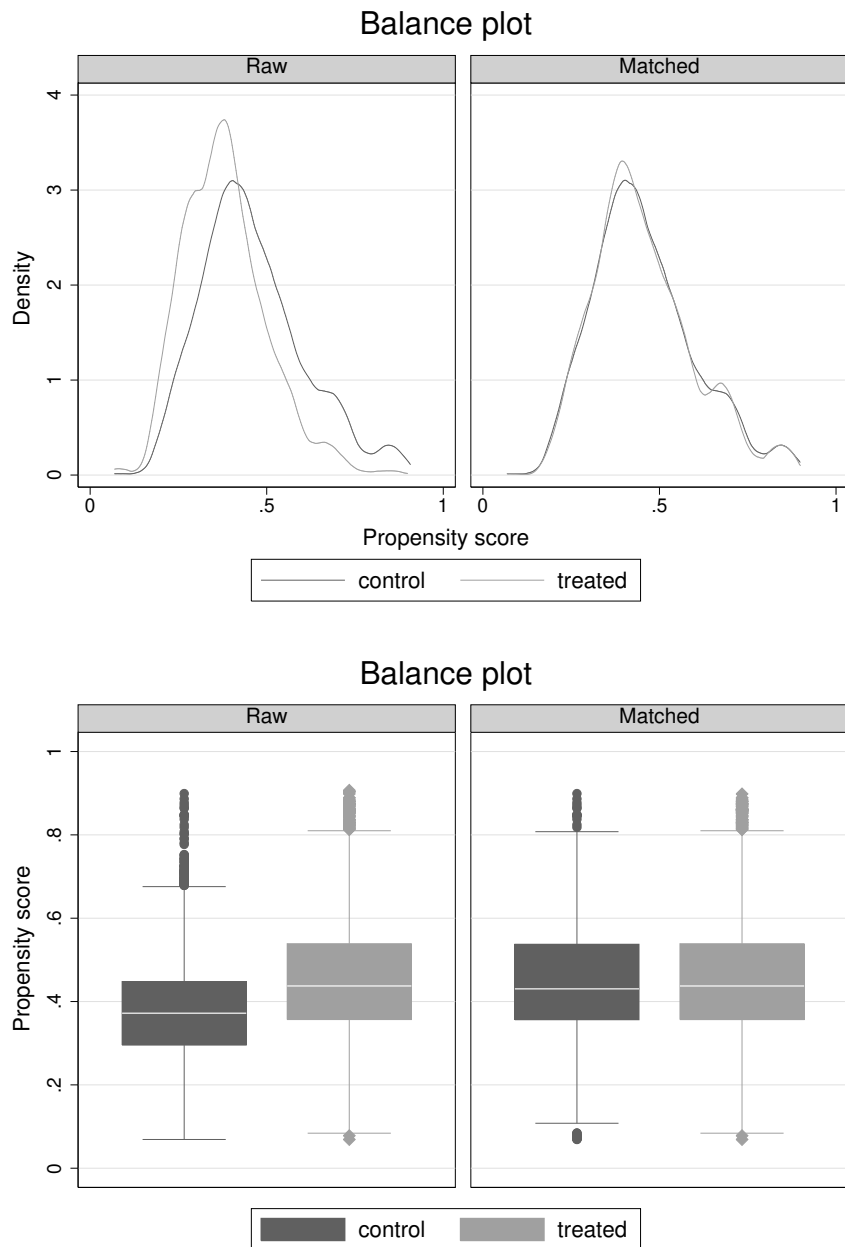 Balance plot
Raw Matched
4
3
2
1
0
Density
0 .5 1 0 .5 1
Propensity score
control treated
Balance plot
Raw Matched
1
.8
.6
.4
.2
0
Propensity score
control treated